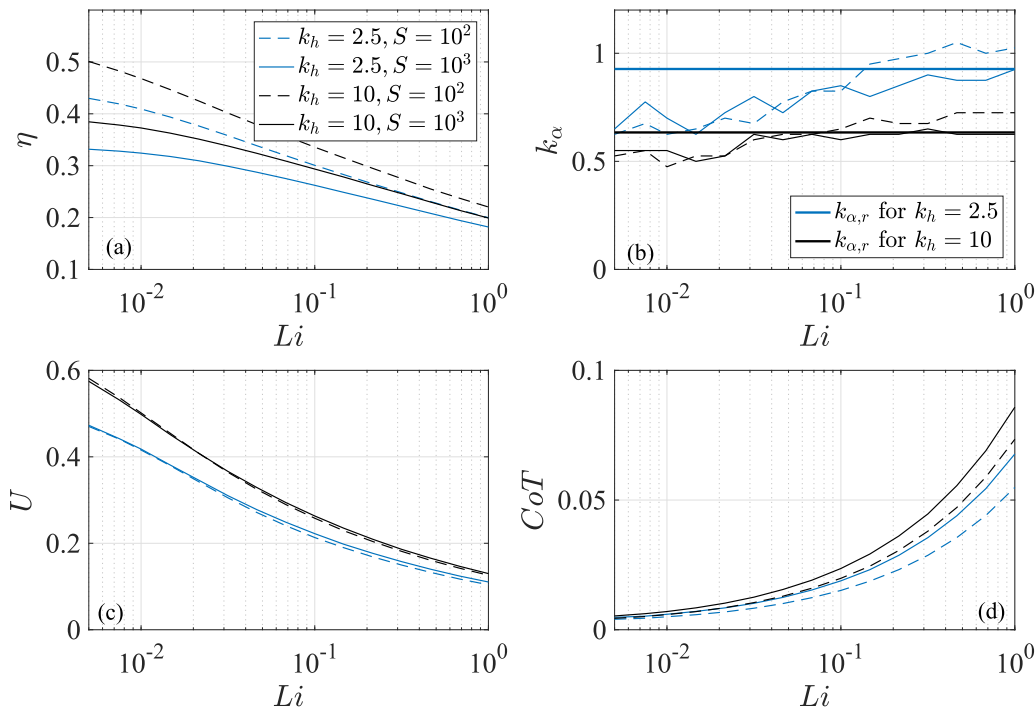 0.5
0.4
0.3
0.2
0.1
η
k_h = 2.5, S = 10^2
k_h = 2.5, S = 10^3
k_h = 10, S = 10^2
k_h = 10, S = 10^3
(a)
10^-2 10^-1 10^0
Li
1
0.5
0
k_α
k_{α,r} for k_h = 2.5
k_{α,r} for k_h = 10
(b)
10^-2 10^-1 10^0
Li
0.6
0.4
0.2
0
U
(c)
10^-2 10^-1 10^0
Li
0.1
0.05
0
CoT
(d)
10^-2 10^-1 10^0
Li